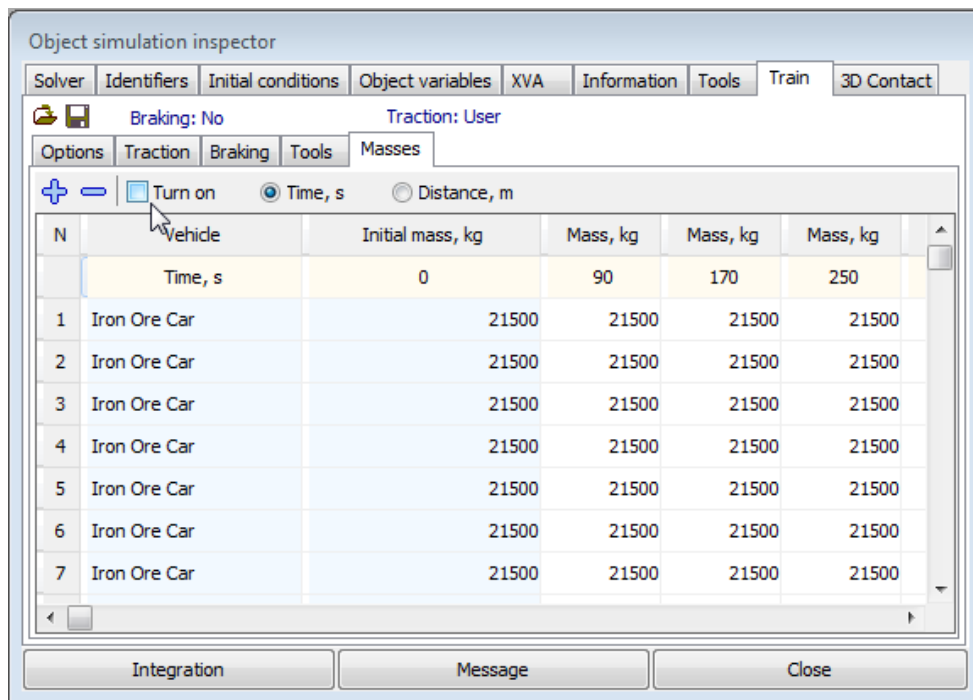 Object simulation inspector
Solver Identifiers Initial conditions Object variables XVA Information Tools Train 3D Contact
Braking: No Traction: User
Options Traction Braking Tools Masses
Turn on Time, s Distance, m
N Vehicle Initial mass, kg Mass, kg Mass, kg Mass, kg
Time, s 0 90 170 250
1 Iron Ore Car 21500 21500 21500 21500
2 Iron Ore Car 21500 21500 21500 21500
3 Iron Ore Car 21500 21500 21500 21500
4 Iron Ore Car 21500 21500 21500 21500
5 Iron Ore Car 21500 21500 21500 21500
6 Iron Ore Car 21500 21500 21500 21500
7 Iron Ore Car 21500 21500 21500 21500
Integration Message Close